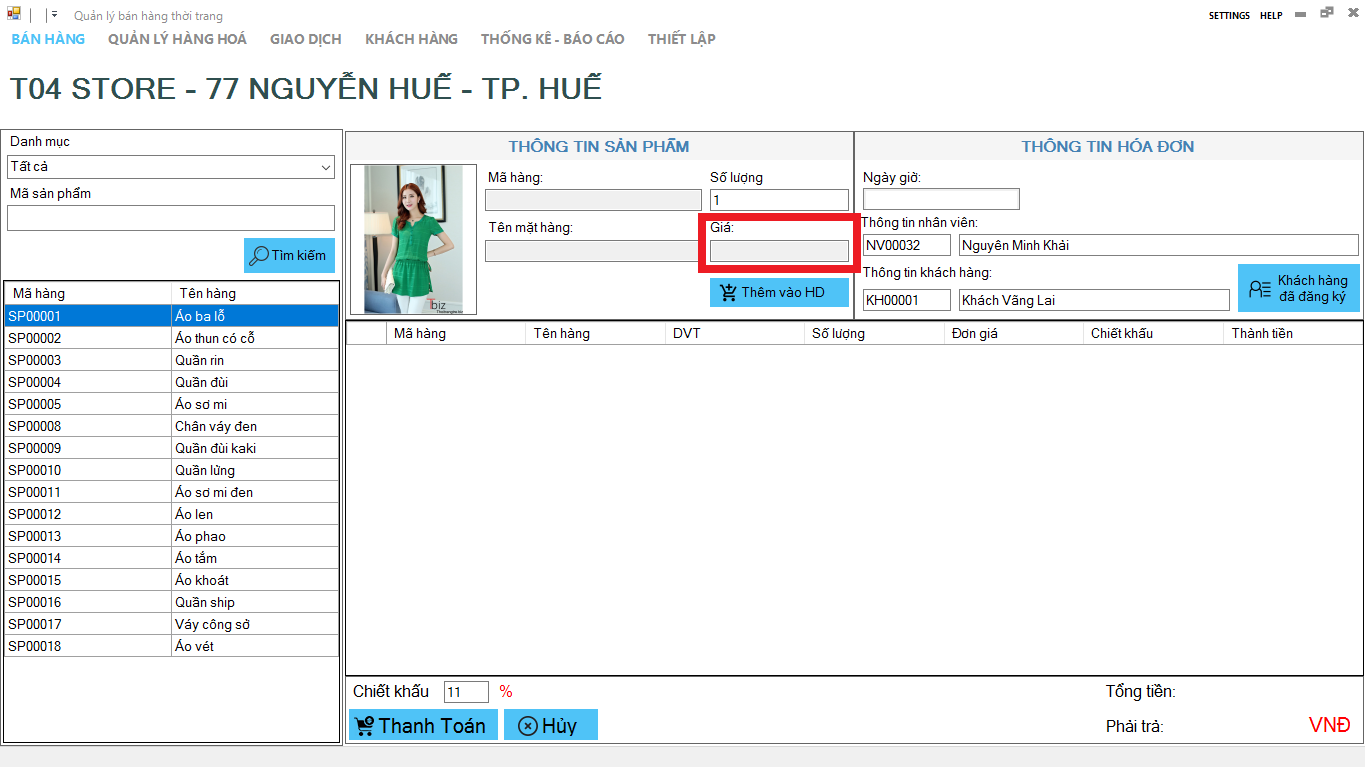 Quản lý bán hàng thời trang
SETTINGS HELP
BÁN HÀNG QUẢN LÝ HÀNG HOÁ GIAO DỊCH KHÁCH HÀNG THỐNG KÊ - BÁO CÁO THIẾT LẬP
T04 STORE - 77 NGUYỄN HUẾ - TP. HUẾ
Danh mục
Tất cả
Mã sản phẩm
Tìm kiếm
Mã hàng Tên hàng
SP00001 Áo ba lỗ
SP00002 Áo thun có cỗ
SP00003 Quần rin
SP00004 Quần đùi
SP00005 Áo sơ mi
SP00008 Chân váy đen
SP00009 Quần đùi kaki
SP00010 Quần lửng
SP00011 Áo sơ mi đen
SP00012 Áo len
SP00013 Áo phao
SP00014 Áo tắm
SP00015 Áo khoát
SP00016 Quần ship
SP00017 Váy công sở
SP00018 Áo vét
THÔNG TIN SẢN PHẨM
Mã hàng: Số lượng
1
Tên mặt hàng: Giá:
Thêm vào HD
THÔNG TIN HÓA ĐƠN
Ngày giờ:
Thông tin nhân viên:
NV00032 Nguyên Minh Khải
Thông tin khách hàng:
KH00001 Khách Vãng Lai
Khách hàng
đã đăng ký
Mã hàng Tên hàng DVT Số lượng Đơn giá Chiết khấu Thành tiền
Chiết khấu 11 %
Thanh Toán Hủy
Tổng tiền:
Phải trả: VNĐ